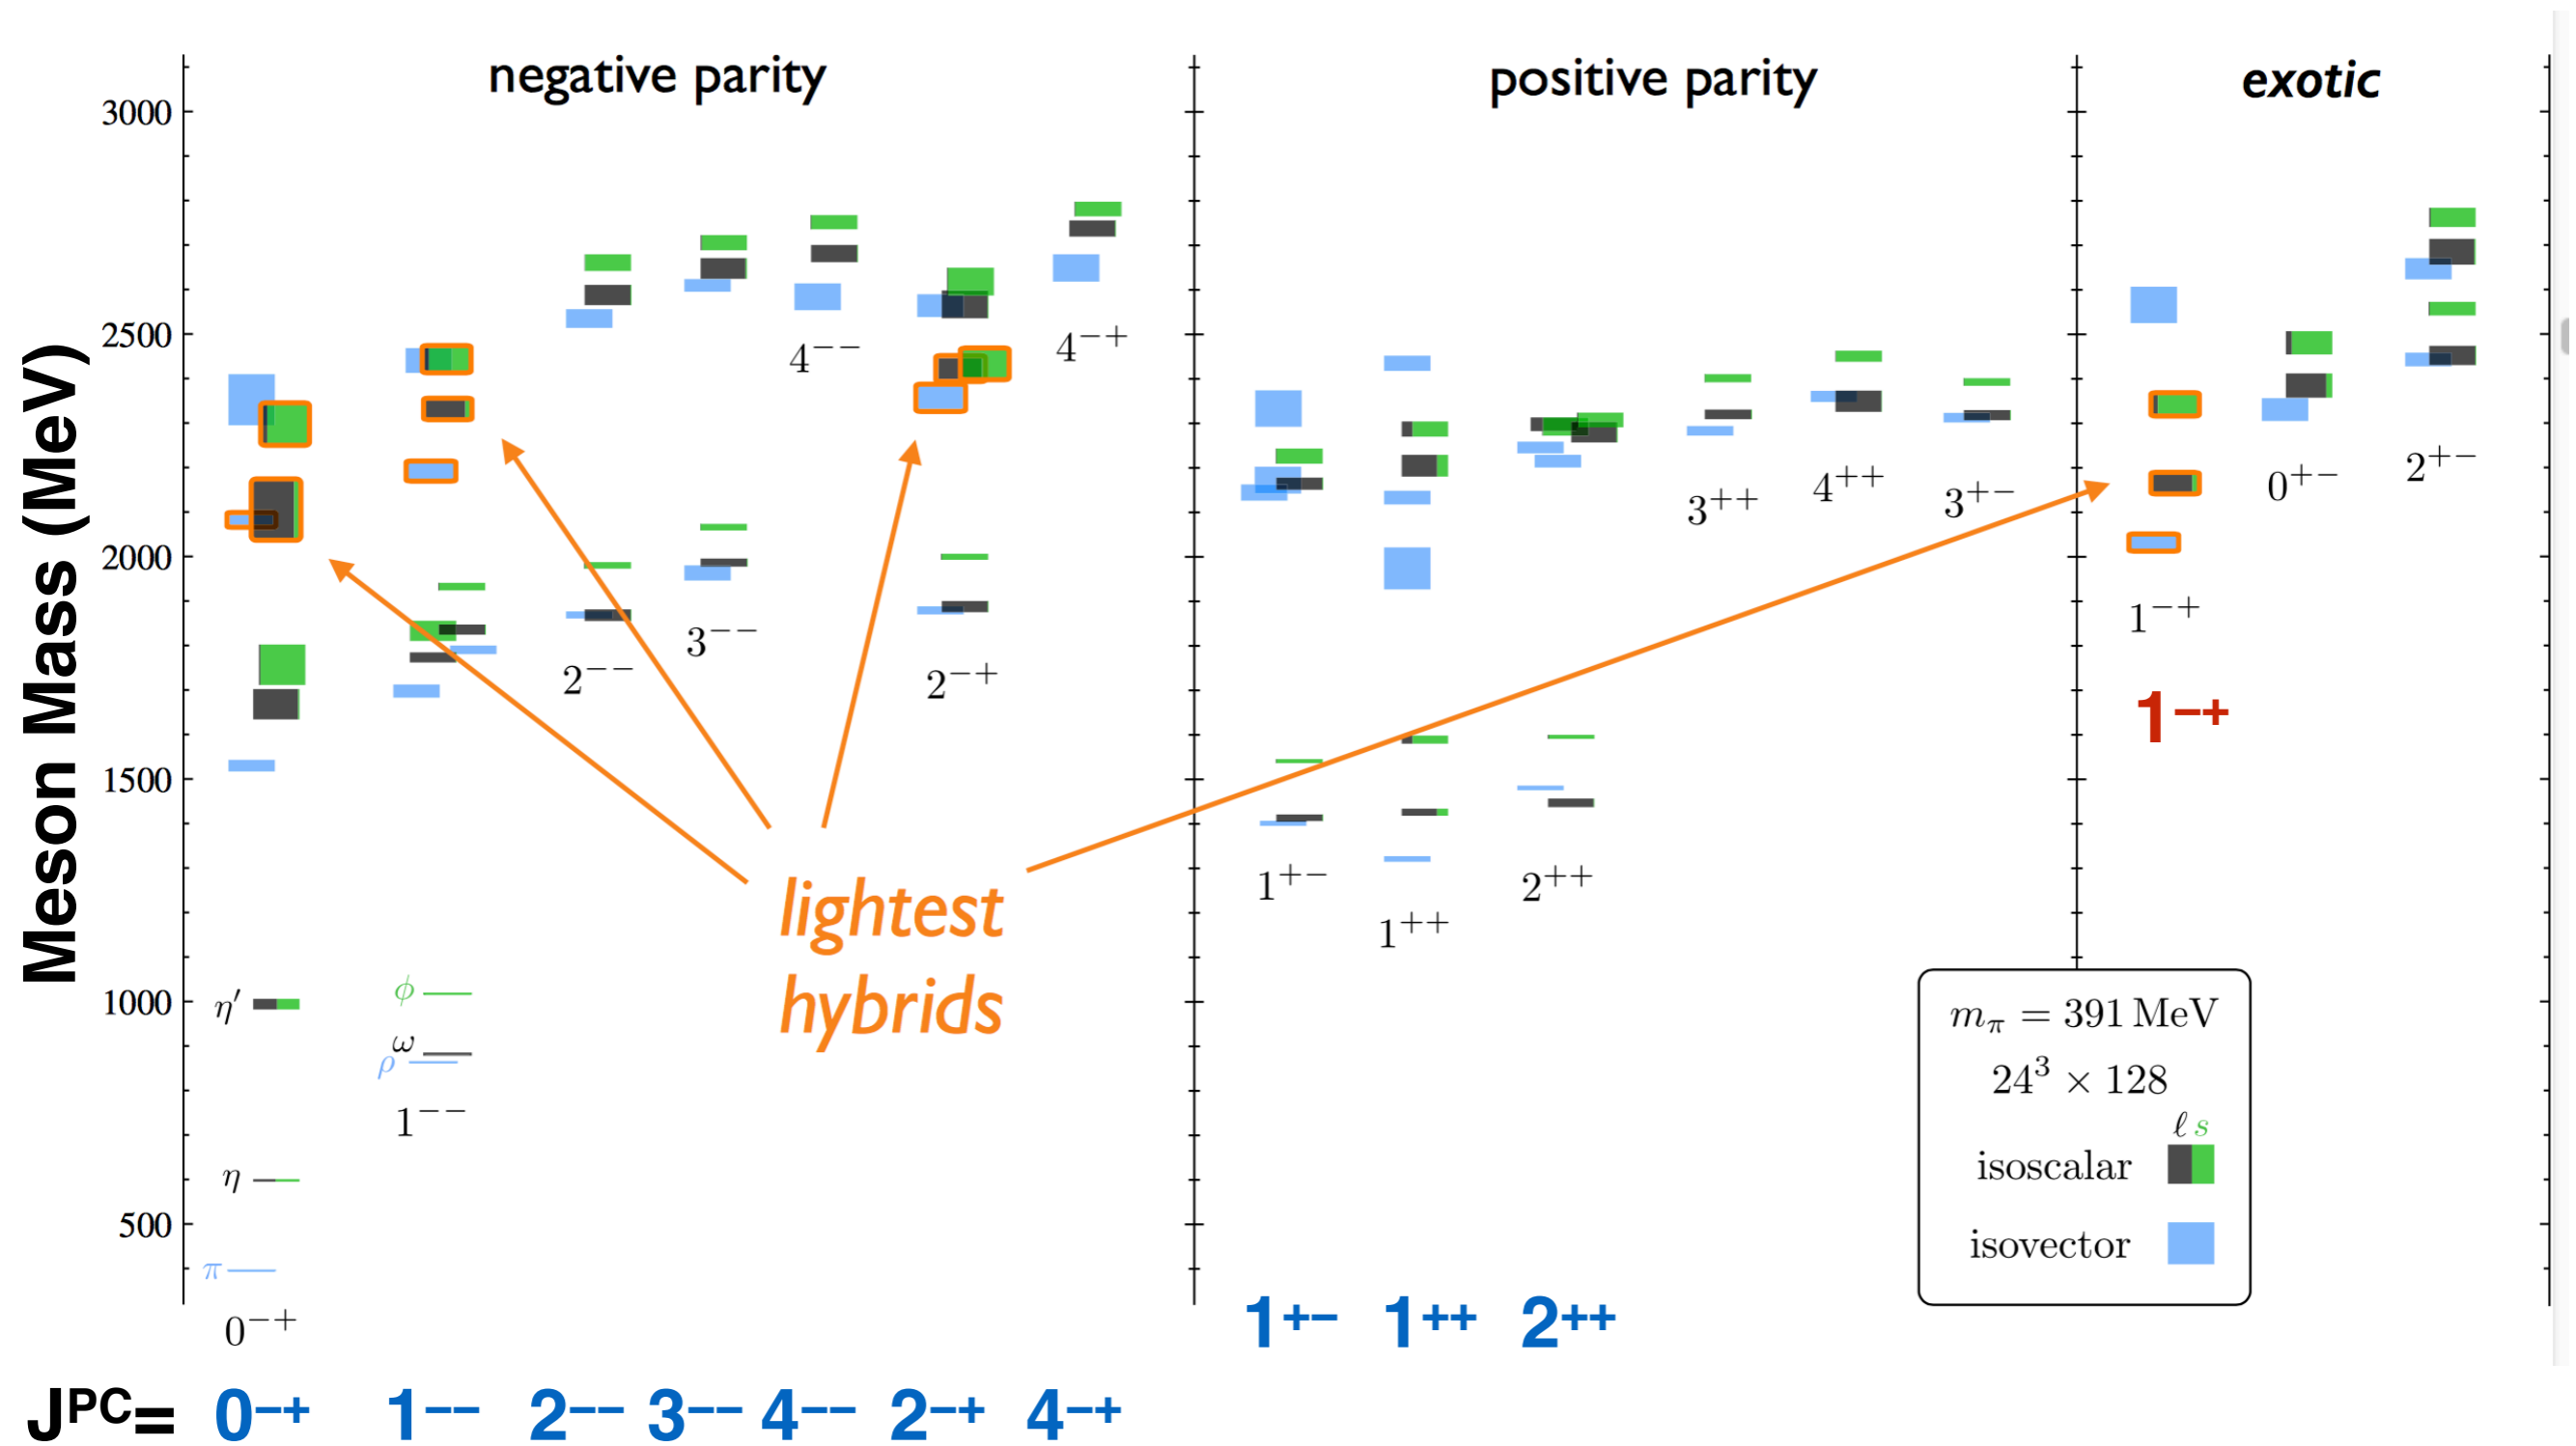 negative parity
positive parity
exotic
Meson Mass (MeV)
3000
2500
2000
1500
1000
500
4⁻⁻
4⁻⁺
2⁻⁻
3⁻⁻
2⁻⁺
3⁺⁺
4⁺⁺
3⁺⁻
0⁺⁻
2⁺⁻
1⁻⁺
1⁻⁺
1⁺⁻
1⁺⁺
2⁺⁺
lightest
hybrids
η′
ϕ
ω
ρ
1⁻⁻
η
π
0⁻⁺
m_π = 391 MeV
24³ × 128
ℓ s
isoscalar
isovector
1⁺⁻ 1⁺⁺ 2⁺⁺
Jᴾᶜ= 0⁻⁺ 1⁻⁻ 2⁻⁻ 3⁻⁻ 4⁻⁻ 2⁻⁺ 4⁻⁺